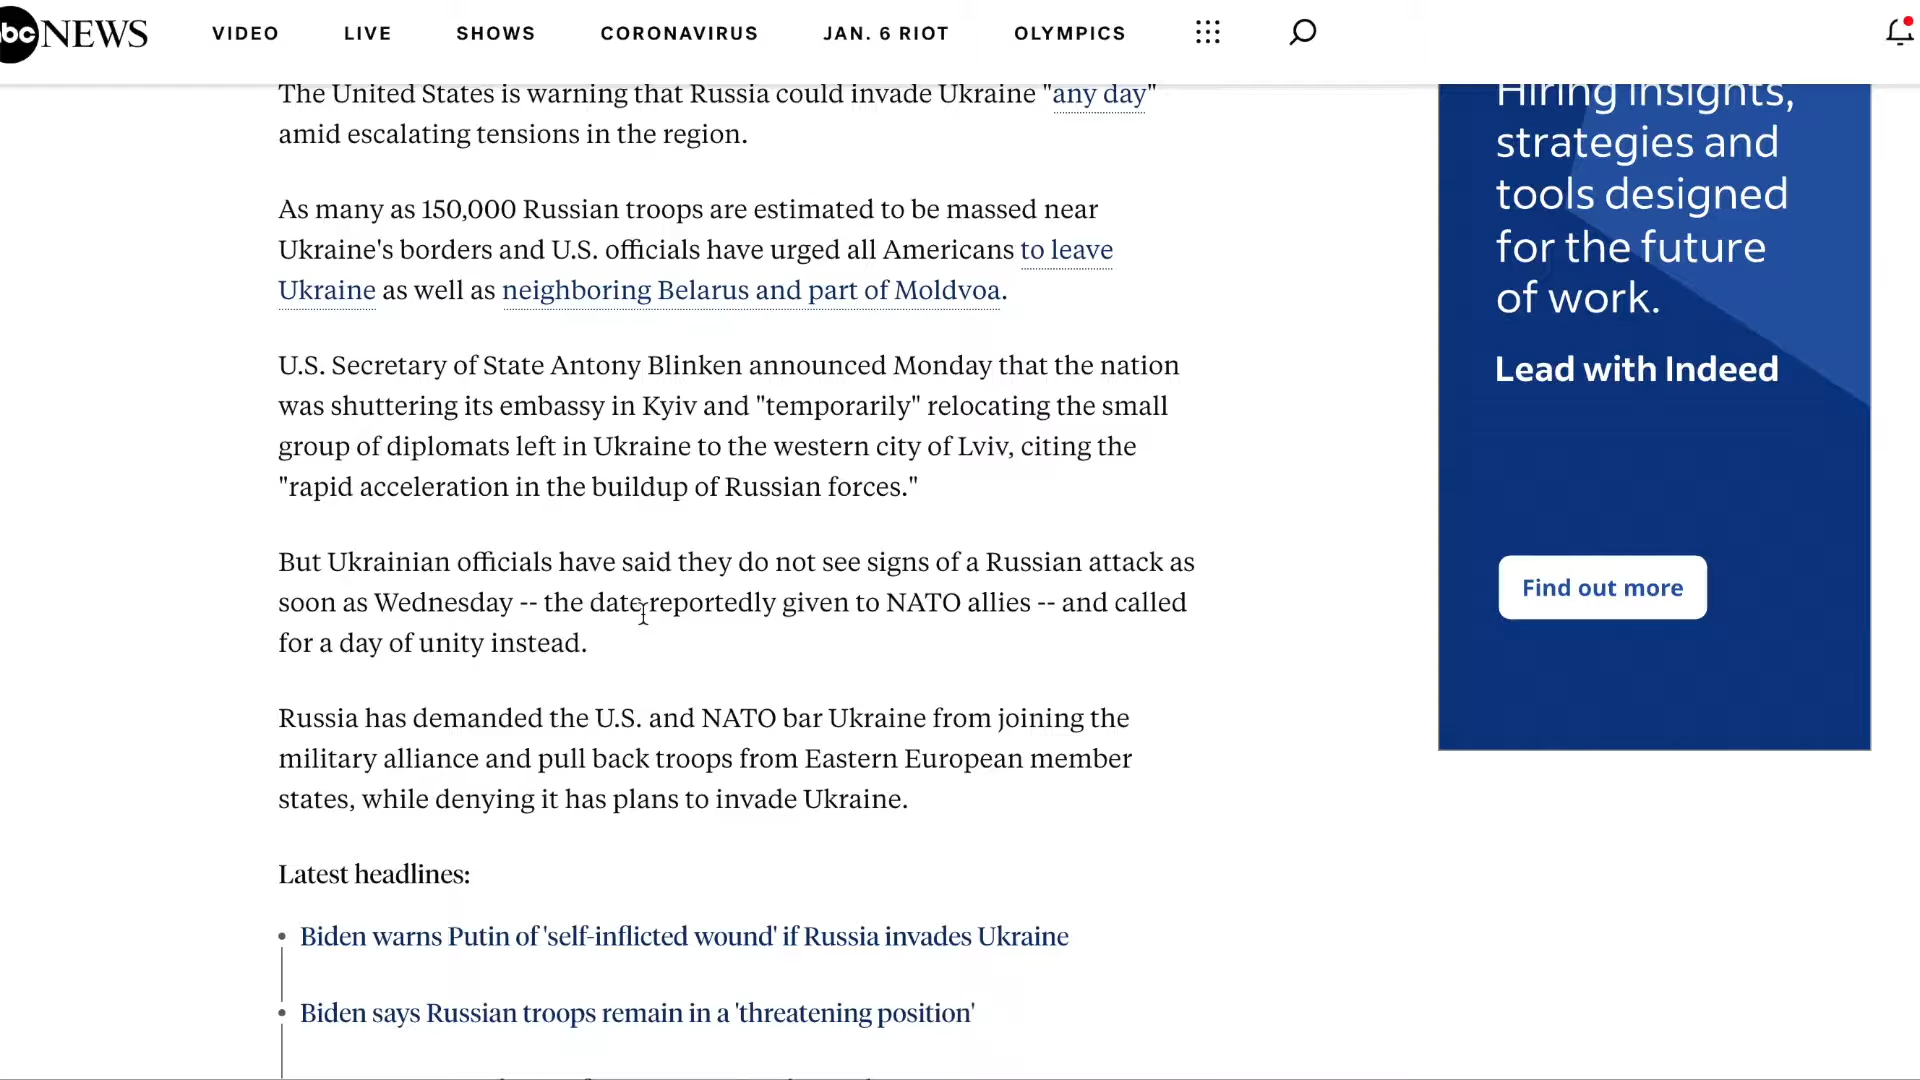 abc NEWS
VIDEO
LIVE
SHOWS
CORONAVIRUS
JAN. 6 RIOT
OLYMPICS
The United States is warning that Russia could invade Ukraine "any day"
amid escalating tensions in the region.
As many as 150,000 Russian troops are estimated to be massed near
Ukraine's borders and U.S. officials have urged all Americans to leave
Ukraine as well as neighboring Belarus and part of Moldvoa.
U.S. Secretary of State Antony Blinken announced Monday that the nation
was shuttering its embassy in Kyiv and "temporarily" relocating the small
group of diplomats left in Ukraine to the western city of Lviv, citing the
"rapid acceleration in the buildup of Russian forces."
But Ukrainian officials have said they do not see signs of a Russian attack as
soon as Wednesday -- the date reportedly given to NATO allies -- and called
for a day of unity instead.
Russia has demanded the U.S. and NATO bar Ukraine from joining the
military alliance and pull back troops from Eastern European member
states, while denying it has plans to invade Ukraine.
Latest headlines:
Biden warns Putin of 'self-inflicted wound' if Russia invades Ukraine
Biden says Russian troops remain in a 'threatening position'
Hiring insights,
strategies and
tools designed
for the future
of work.
Lead with Indeed
Find out more